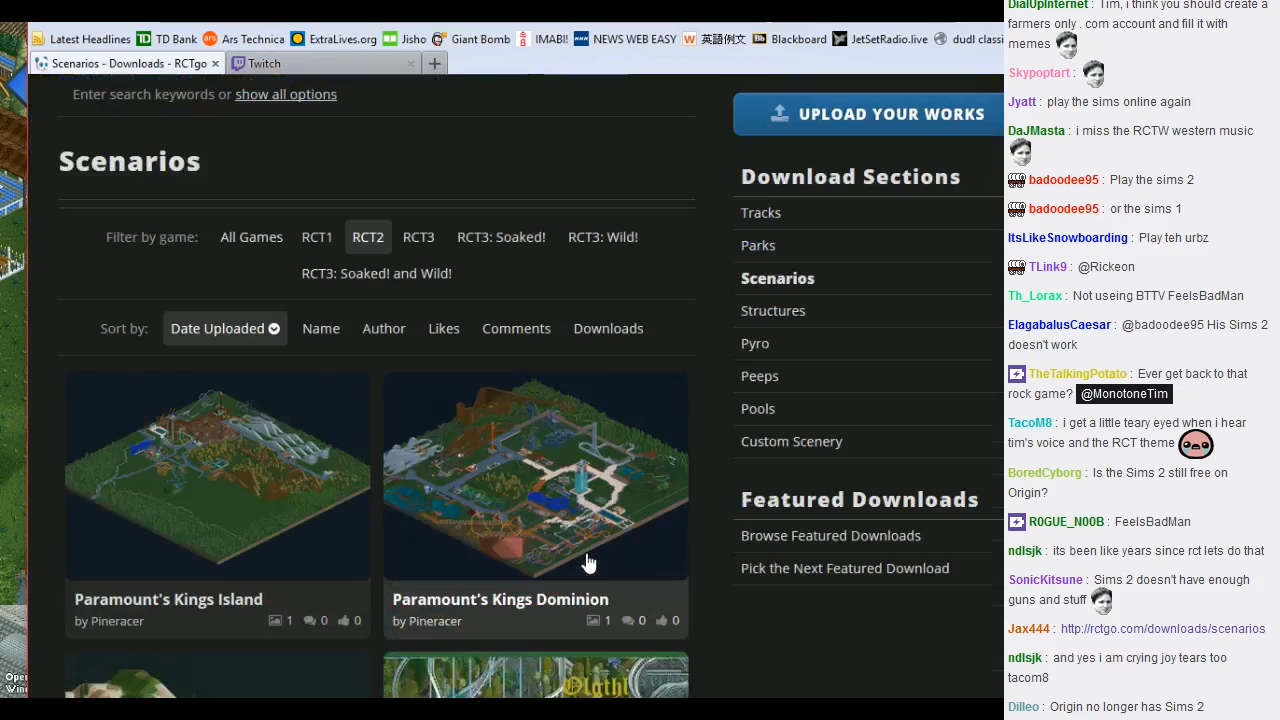 Latest Headlines TD TD Bank ars Ars Technica ExtraLives.org Jisho Giant Bomb IMABI! NEWS WEB EASY W 英語例文 Bb Blackboard JetSetRadio.live dudl classi
Scenarios - Downloads - RCTgo × Twitch × +
Enter search keywords or show all options
Scenarios
Filter by game: All Games RCT1 RCT2 RCT3 RCT3: Soaked! RCT3: Wild!
RCT3: Soaked! and Wild!
Sort by: Date Uploaded Name Author Likes Comments Downloads
Paramount's Kings Island
by Pineracer 1 0 0
Paramount's Kings Dominion
by Pineracer 1 0 0
UPLOAD YOUR WORKS
Download Sections
Tracks
Parks
Scenarios
Structures
Pyro
Peeps
Pools
Custom Scenery
Featured Downloads
Browse Featured Downloads
Pick the Next Featured Download
Open
Wind
DialUpInternet : Tim, i think you should create a
farmers only . com account and fill it with
memes
Skypoptart :
Jyatt : play the sims online again
DaJMasta : i miss the RCTW western music
badoodee95 : Play the sims 2
badoodee95 : or the sims 1
ItsLikeSnowboarding : Play teh urbz
TLink9 : @Rickeon
Th_Lorax : Not useing BTTV FeelsBadMan
ElagabalusCaesar : @badoodee95 His Sims 2
doesn't work
TheTalkingPotato : Ever get back to that
rock game? @MonotoneTim
TacoM8 : i get a little teary eyed when i hear
tim's voice and the RCT theme
BoredCyborg : Is the Sims 2 still free on
Origin?
R0GUE_N00B : FeelsBadMan
ndlsjk : its been like years since rct lets do that
SonicKitsune : Sims 2 doesn't have enough
guns and stuff
Jax444 : http://rctgo.com/downloads/scenarios
ndlsjk : and yes i am crying joy tears too
tacom8
Dilleo : Origin no longer has Sims 2